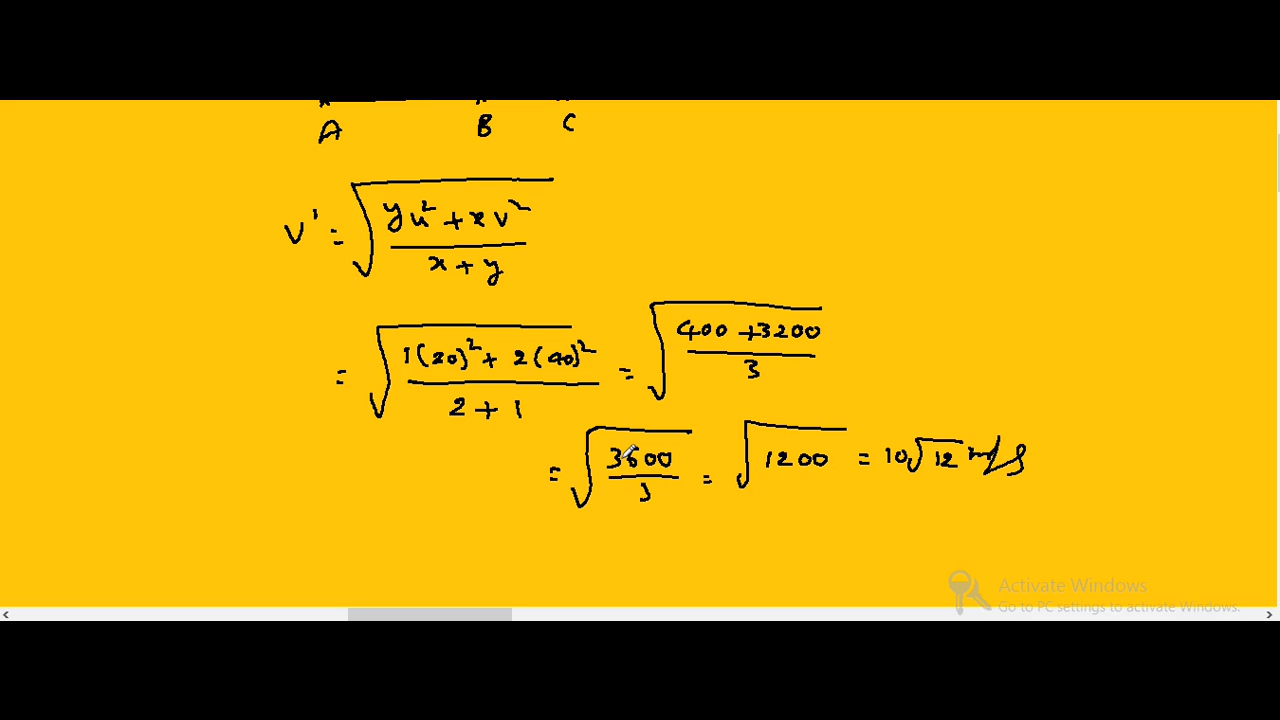 A B C
v' = √((yu² + xv²)/(x + y))
= √((1(20)² + 2(40)²)/(2 + 1)) = √((400 + 3200)/3)
= √(3600/3) = √1200 = 10√12 m/s
Activate Windows
Go to PC settings to activate Windows.